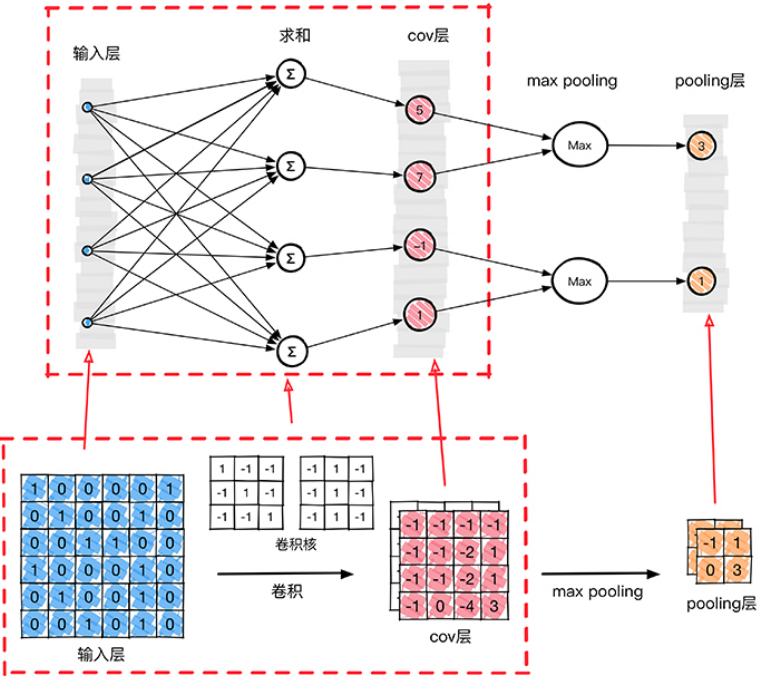 输入层
求和
cov层
max pooling
pooling层
Σ
Σ
Σ
Σ
5
7
-1
1
Max
Max
3
1
1 0 0 0 0 1
0 1 0 0 1 0
0 0 1 1 0 0
1 0 0 0 1 0
0 1 0 0 1 0
0 0 1 0 1 0
输入层
1 -1 -1
-1 1 -1
-1 -1 1
-1 1 -1
-1 1 -1
-1 1 -1
卷积核
卷积
-1 -1 -1 -1
-1 -1 -2 1
-1 -1 -2 1
-1 0 -4 3
cov层
max pooling
-1 1
0 3
pooling层